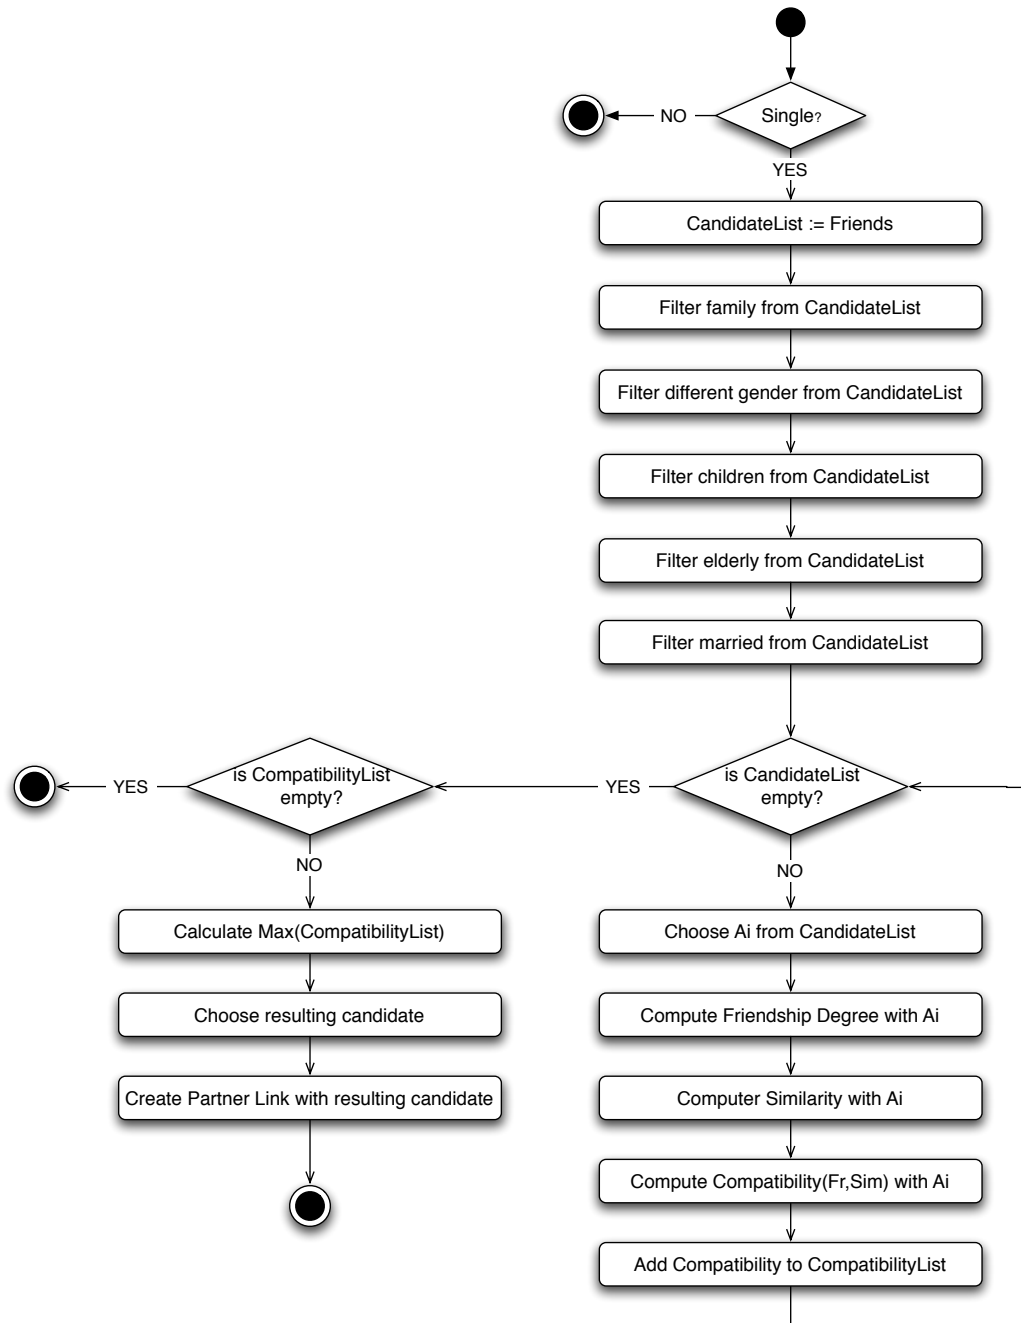 Single?
NO
YES
CandidateList := Friends
Filter family from CandidateList
Filter different gender from CandidateList
Filter children from CandidateList
Filter elderly from CandidateList
Filter married from CandidateList
is CandidateList
empty?
YES
is CompatibilityList
empty?
YES
NO
Calculate Max(CompatibilityList)
Choose resulting candidate
Create Partner Link with resulting candidate
NO
Choose Ai from CandidateList
Compute Friendship Degree with Ai
Computer Similarity with Ai
Compute Compatibility(Fr,Sim) with Ai
Add Compatibility to CompatibilityList